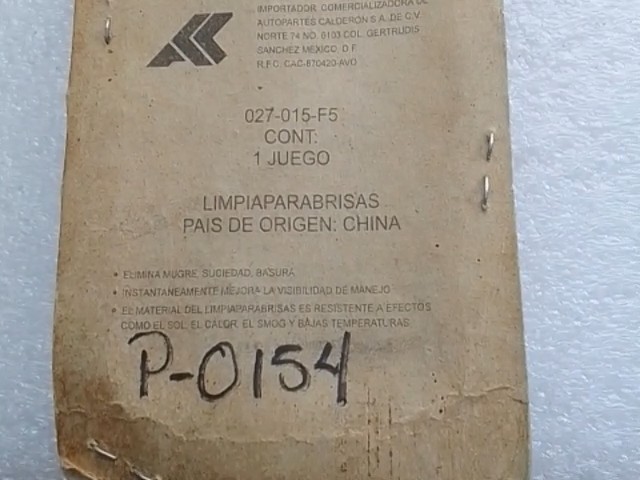 IMPORTADOR: COMERCIALIZADORA DE
AUTOPARTES CALDERON S.A. DE C.V.
NORTE 74 NO. 6103 COL. GERTRUDIS
SANCHEZ MEXICO, D.F.
R.F.C. CAC-870420-AV0
027-015-F5
CONT:
1 JUEGO
LIMPIAPARABRISAS
PAIS DE ORIGEN: CHINA
• ELIMINA MUGRE, SUCIEDAD, BASURA
• INSTANTANEAMENTE MEJORA LA VISIBILIDAD DE MANEJO
• EL MATERIAL DEL LIMPIAPARABRISAS ES RESISTENTE A EFECTOS
COMO EL SOL, EL CALOR, EL SMOG Y BAJAS TEMPERATURAS
P-0154